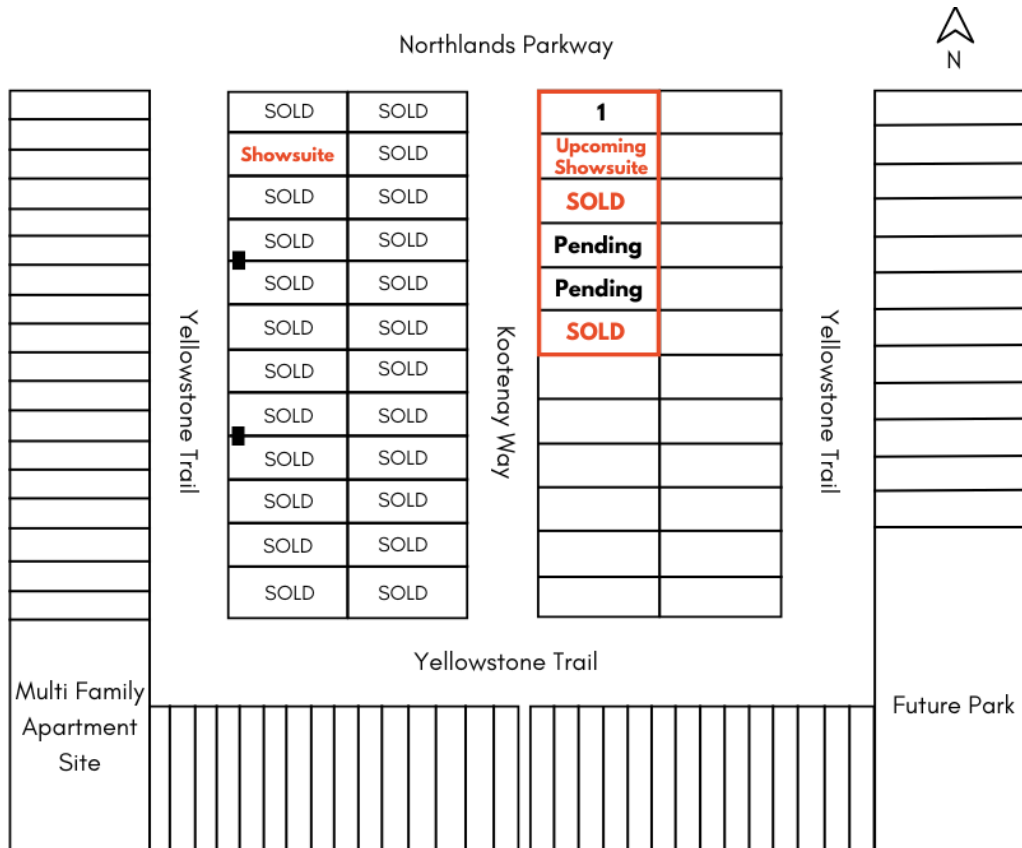 Northlands Parkway
N
SOLD SOLD
Showsuite SOLD
SOLD SOLD
SOLD SOLD
SOLD SOLD
SOLD SOLD
SOLD SOLD
SOLD SOLD
SOLD SOLD
SOLD SOLD
SOLD SOLD
SOLD SOLD
1
Upcoming
Showsuite
SOLD
Pending
Pending
SOLD
Yellowstone Trail
Kootenay Way
Yellowstone Trail
Yellowstone Trail
Multi Family
Apartment
Site
Future Park